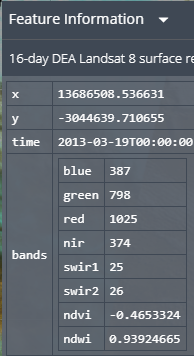 Feature Information
16-day DEA Landsat 8 surface re
x 13686508.536631
y -3044639.710655
time 2013-03-19T00:00:00
bands
blue 387
green 798
red 1025
nir 374
swir1 25
swir2 26
ndvi -0.4653324
ndwi 0.93924665